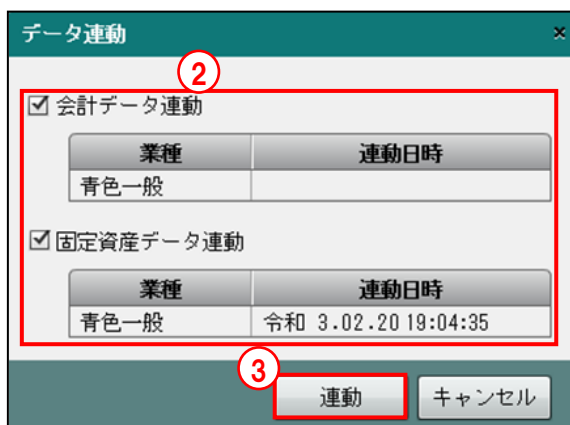 データ連動 ×
②
☑ 会計データ連動
業種 連動日時
青色一般
☑ 固定資産データ連動
業種 連動日時
青色一般 令和 3.02.20 19:04:35
③
連動 キャンセル